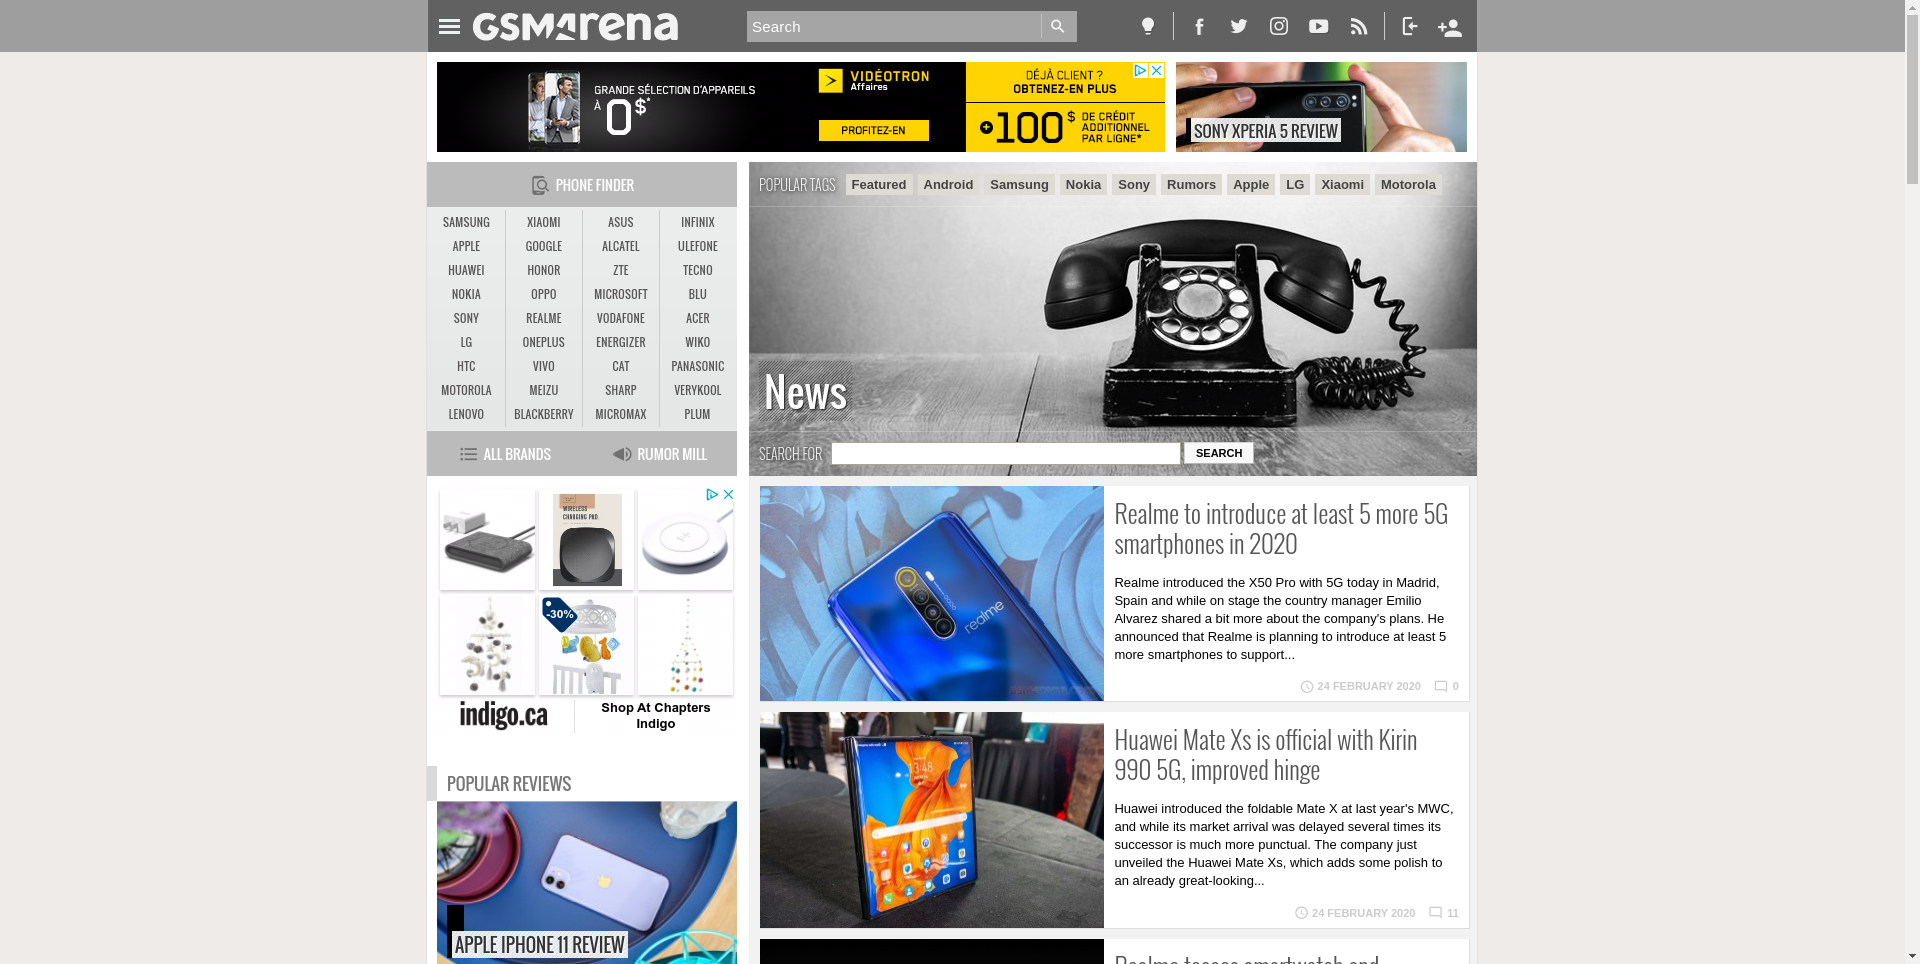 GSMArena
Search
GRANDE SÉLECTION D'APPAREILS
À 0$*
VIDÉOTRON
Affaires
PROFITEZ-EN
DÉJÀ CLIENT ?
OBTENEZ-EN PLUS
+100$ DE CRÉDIT
ADDITIONNEL
PAR LIGNE*
SONY XPERIA 5 REVIEW
PHONE FINDER
SAMSUNG XIAOMI ASUS INFINIX
APPLE GOOGLE ALCATEL ULEFONE
HUAWEI HONOR ZTE TECNO
NOKIA OPPO MICROSOFT BLU
SONY REALME VODAFONE ACER
LG ONEPLUS ENERGIZER WIKO
HTC VIVO CAT PANASONIC
MOTOROLA MEIZU SHARP VERYKOOL
LENOVO BLACKBERRY MICROMAX PLUM
ALL BRANDS RUMOR MILL
POPULAR TAGS Featured Android Samsung Nokia Sony Rumors Apple LG Xiaomi Motorola
News
SEARCH FOR SEARCH
WIRELESS
CHARGING PAD.
-30%
indigo.ca
Shop At Chapters
Indigo
POPULAR REVIEWS
APPLE IPHONE 11 REVIEW
realme
Realme to introduce at least 5 more 5G
smartphones in 2020
Realme introduced the X50 Pro with 5G today in Madrid,
Spain and while on stage the country manager Emilio
Alvarez shared a bit more about the company's plans. He
announced that Realme is planning to introduce at least 5
more smartphones to support...
24 FEBRUARY 2020 0
Huawei Mate Xs is official with Kirin
990 5G, improved hinge
Huawei introduced the foldable Mate X at last year's MWC,
and while its market arrival was delayed several times its
successor is much more punctual. The company just
unveiled the Huawei Mate Xs, which adds some polish to
an already great-looking...
24 FEBRUARY 2020 11
Realme teases smartwatch and